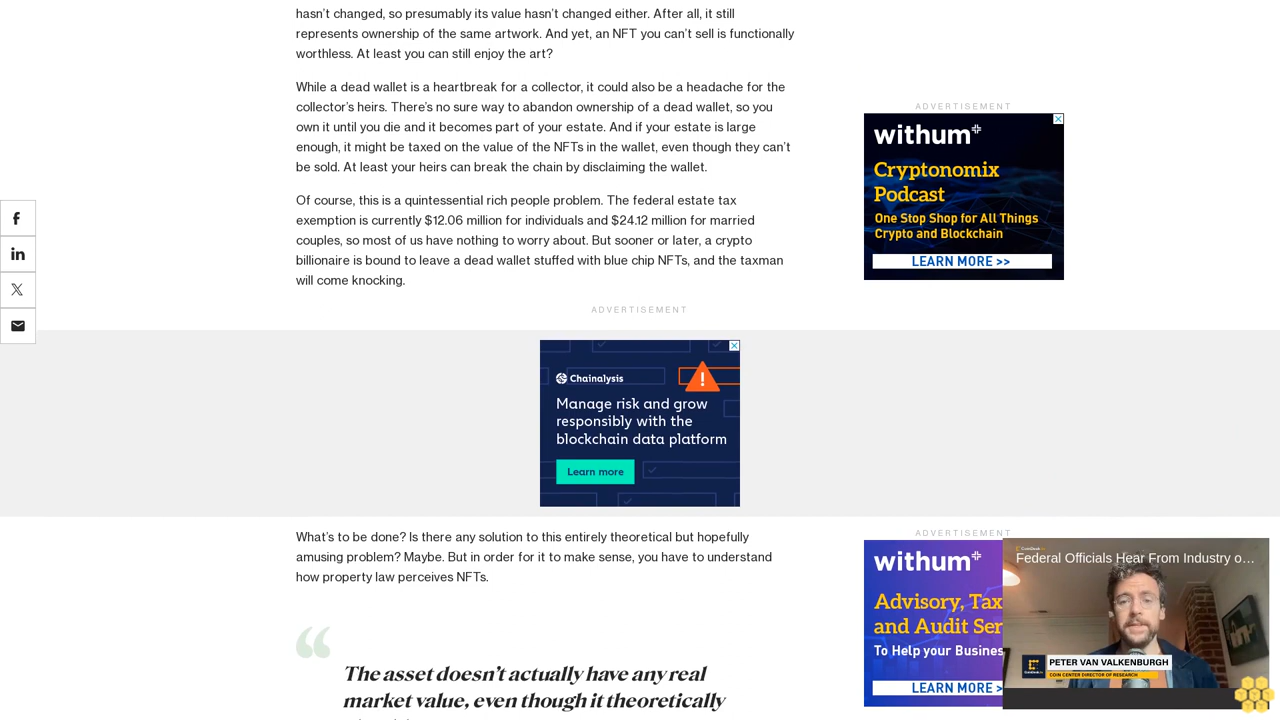 hasn't changed, so presumably its value hasn't changed either. After all, it still
represents ownership of the same artwork. And yet, an NFT you can't sell is functionally
worthless. At least you can still enjoy the art?
While a dead wallet is a heartbreak for a collector, it could also be a headache for the
collector's heirs. There's no sure way to abandon ownership of a dead wallet, so you
own it until you die and it becomes part of your estate. And if your estate is large
enough, it might be taxed on the value of the NFTs in the wallet, even though they can't
be sold. At least your heirs can break the chain by disclaiming the wallet.
Of course, this is a quintessential rich people problem. The federal estate tax
exemption is currently $12.06 million for individuals and $24.12 million for married
couples, so most of us have nothing to worry about. But sooner or later, a crypto
billionaire is bound to leave a dead wallet stuffed with blue chip NFTs, and the taxman
will come knocking.
ADVERTISEMENT
withum
Cryptonomix
Podcast
One Stop Shop for All Things
Crypto and Blockchain
LEARN MORE >>
ADVERTISEMENT
Chainalysis
Manage risk and grow
responsibly with the
blockchain data platform
Learn more
What's to be done? Is there any solution to this entirely theoretical but hopefully
amusing problem? Maybe. But in order for it to make sense, you have to understand
how property law perceives NFTs.
The asset doesn't actually have any real
market value, even though it theoretically
ADVERTISEMENT
withum
Advisory, Tax
and Audit Ser
To Help your Busines
LEARN MORE >
Federal Officials Hear From Industry o…
PETER VAN VALKENBURGH
COIN CENTER DIRECTOR OF RESEARCH